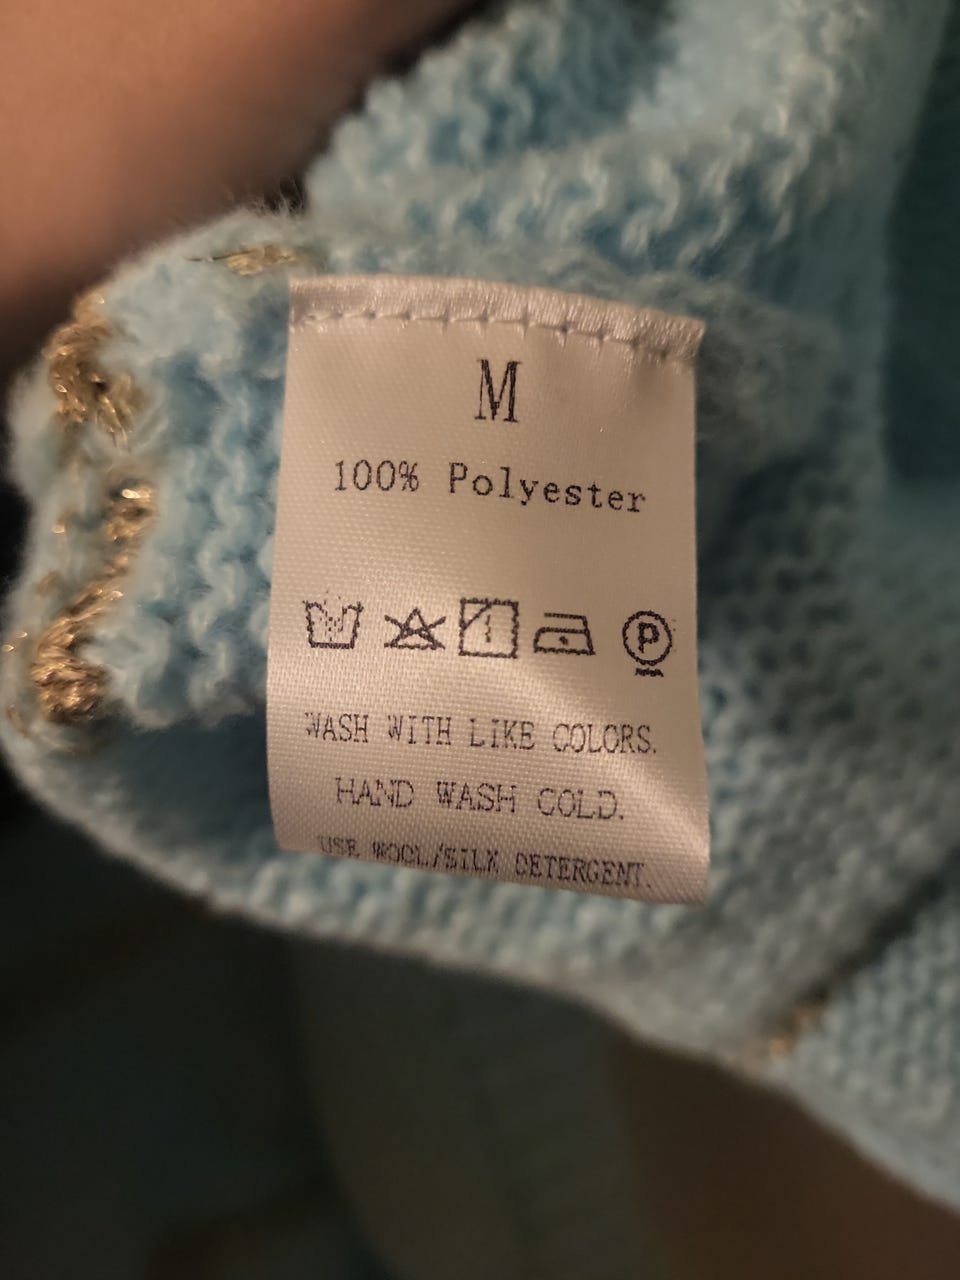 M
100% Polyester
P
WASH WITH LIKE COLORS.
HAND WASH COLD.
USE WOOL/SILK DETERGENT.